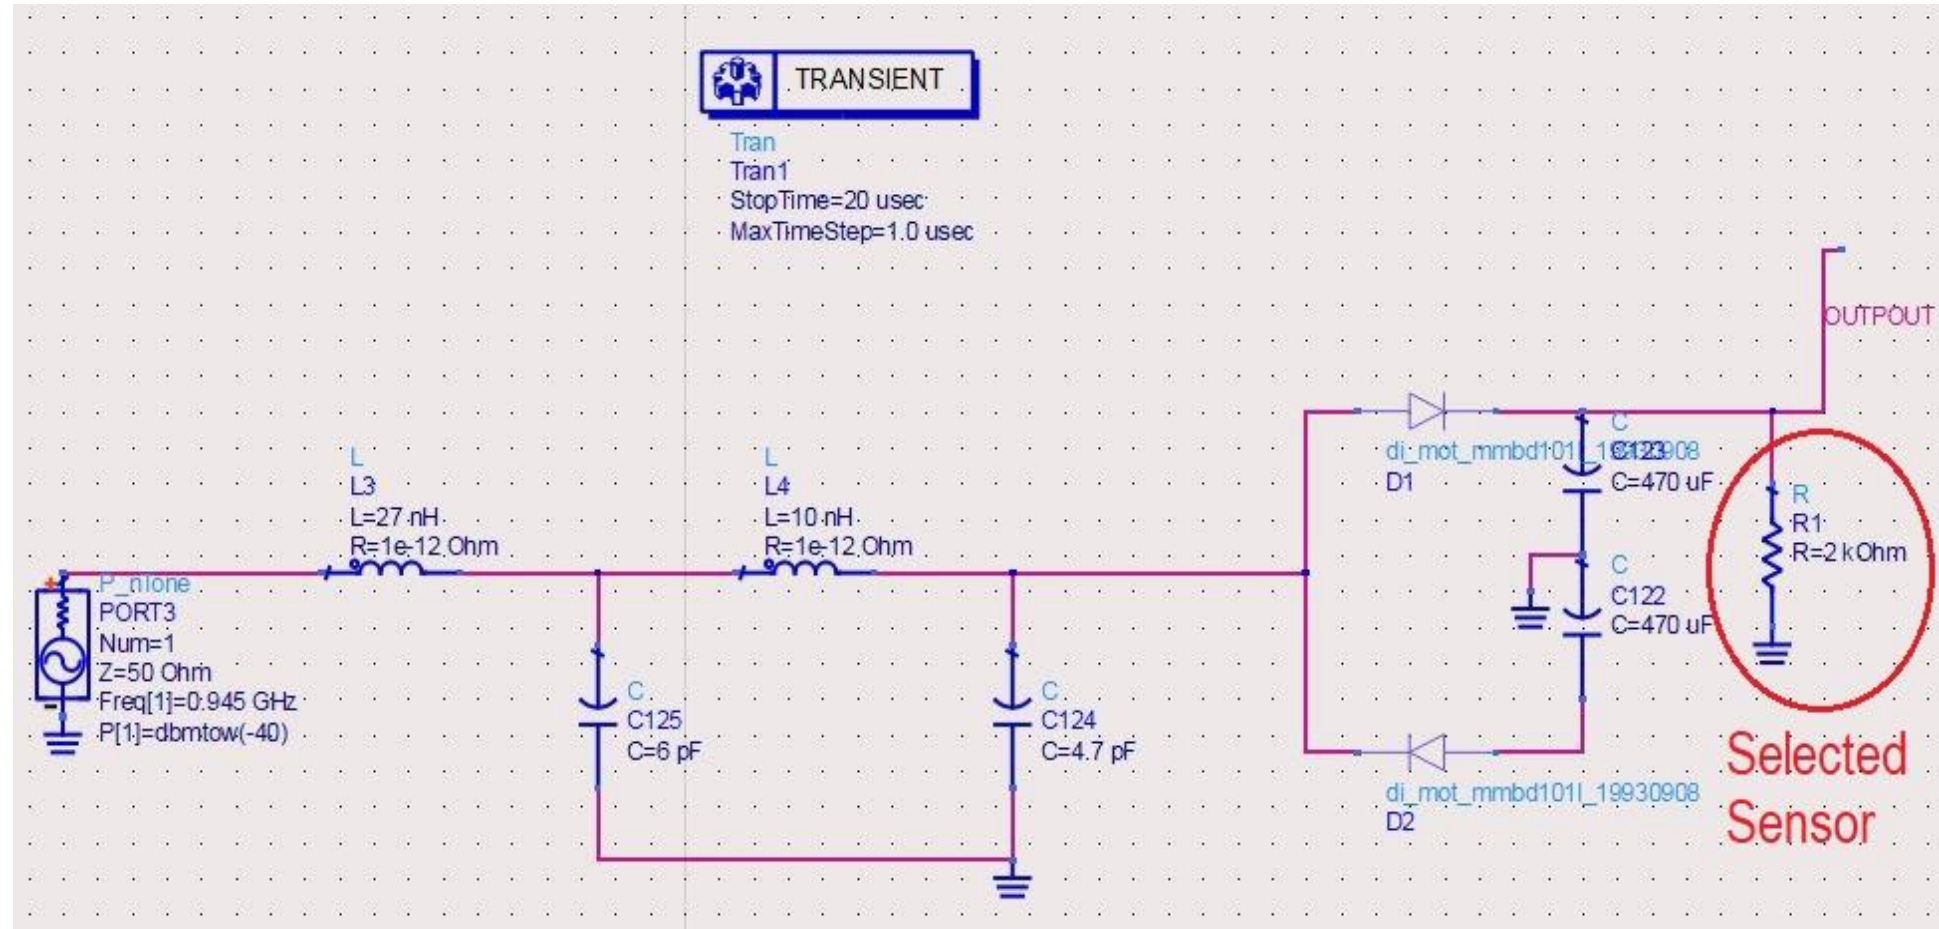 TRANSIENT
Tran
Tran1
StopTime=20 usec
MaxTimeStep=1.0 usec
OUTPOUT
P_nTone
PORT3
Num=1
Z=50 Ohm
Freq[1]=0.945 GHz
P[1]=dbmtow(-40)
L
L3
L=27 nH
R=1e-12 Ohm
C
C125
C=6 pF
L
L4
L=10 nH
R=1e-12 Ohm
C
C124
C=4.7 pF
di_mot_mmbd101l_19930908
D1
C
C123
C=470 uF
C
C122
C=470 uF
di_mot_mmbd101l_19930908
D2
R
R1
R=2 kOhm
Selected
Sensor